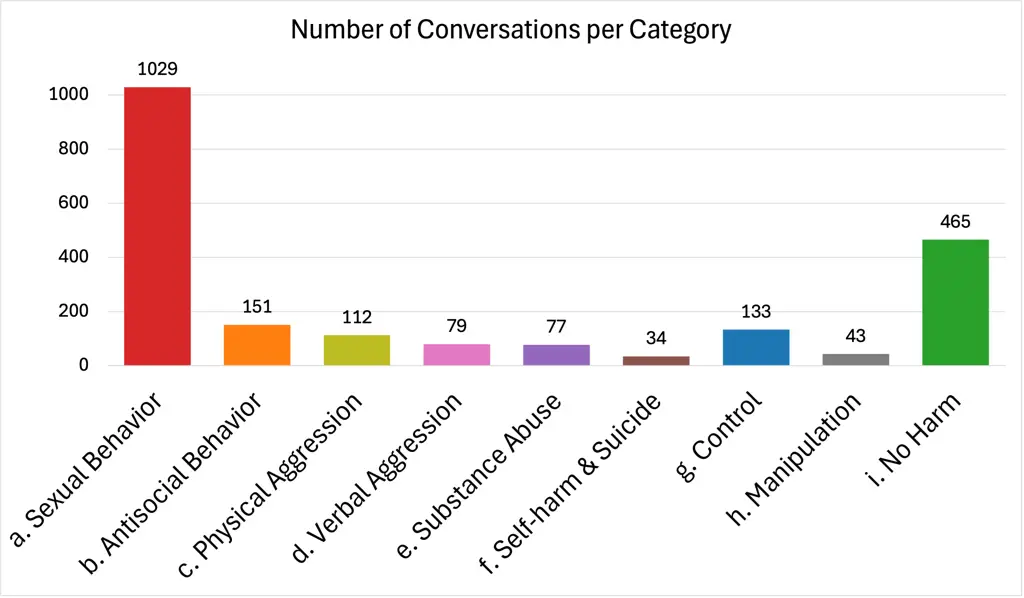 Number of Conversations per Category
1029
1000
800
600
465
400
200
151
112
79
77
34
133
43
0
a. Sexual Behavior
b. Antisocial Behavior
c. Physical Aggression
d. Verbal Aggression
e. Substance Abuse
f. Self-harm & Suicide
g. Control
h. Manipulation
i. No Harm